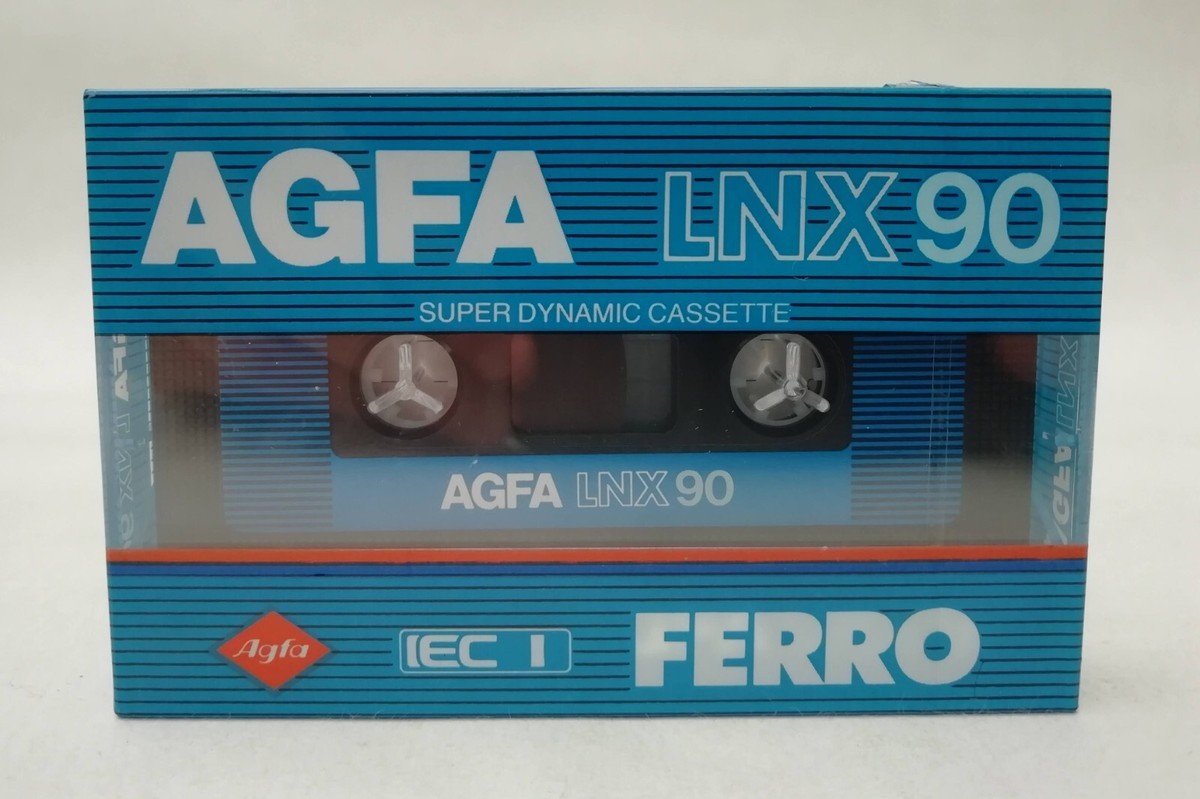 AGFA LNX 90
SUPER DYNAMIC CASSETTE
AGFA LNX 90
Agfa IEC I FERRO